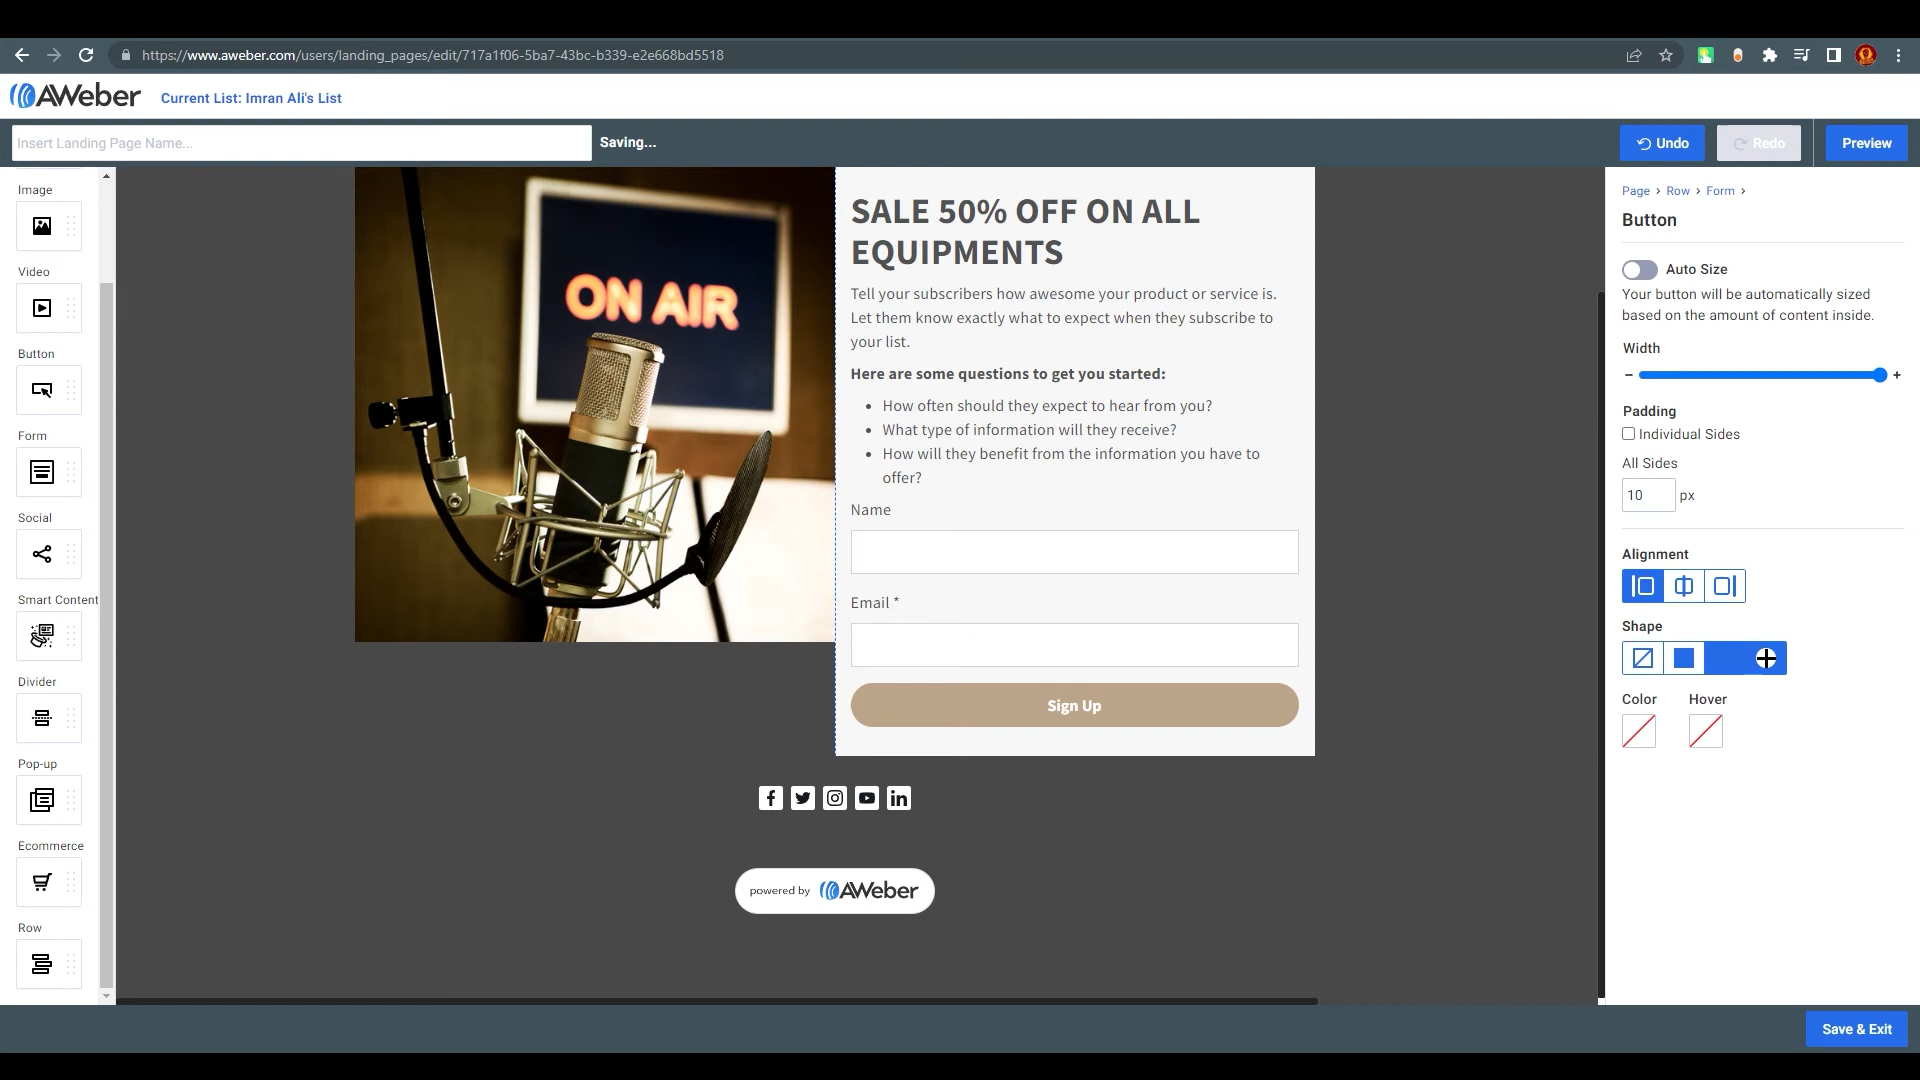 https://www.aweber.com/users/landing_pages/edit/717a1f06-5ba7-43bc-b339-e2e668bd5518
AWeber
Current List: Imran Ali's List
Insert Landing Page Name...
Saving...
Undo
Redo
Preview
Image
Video
Button
Form
Social
Smart Content
Divider
Pop-up
Ecommerce
Row
ON AIR
SALE 50% OFF ON ALL
EQUIPMENTS
Tell your subscribers how awesome your product or service is.
Let them know exactly what to expect when they subscribe to
your list.
Here are some questions to get you started:
• How often should they expect to hear from you?
• What type of information will they receive?
• How will they benefit from the information you have to
offer?
Name
Email *
Sign Up
powered by AWeber
Page › Row › Form ›
Button
Auto Size
Your button will be automatically sized
based on the amount of content inside.
Width
Padding
Individual Sides
All Sides
10 px
Alignment
Shape
Color Hover
Save & Exit